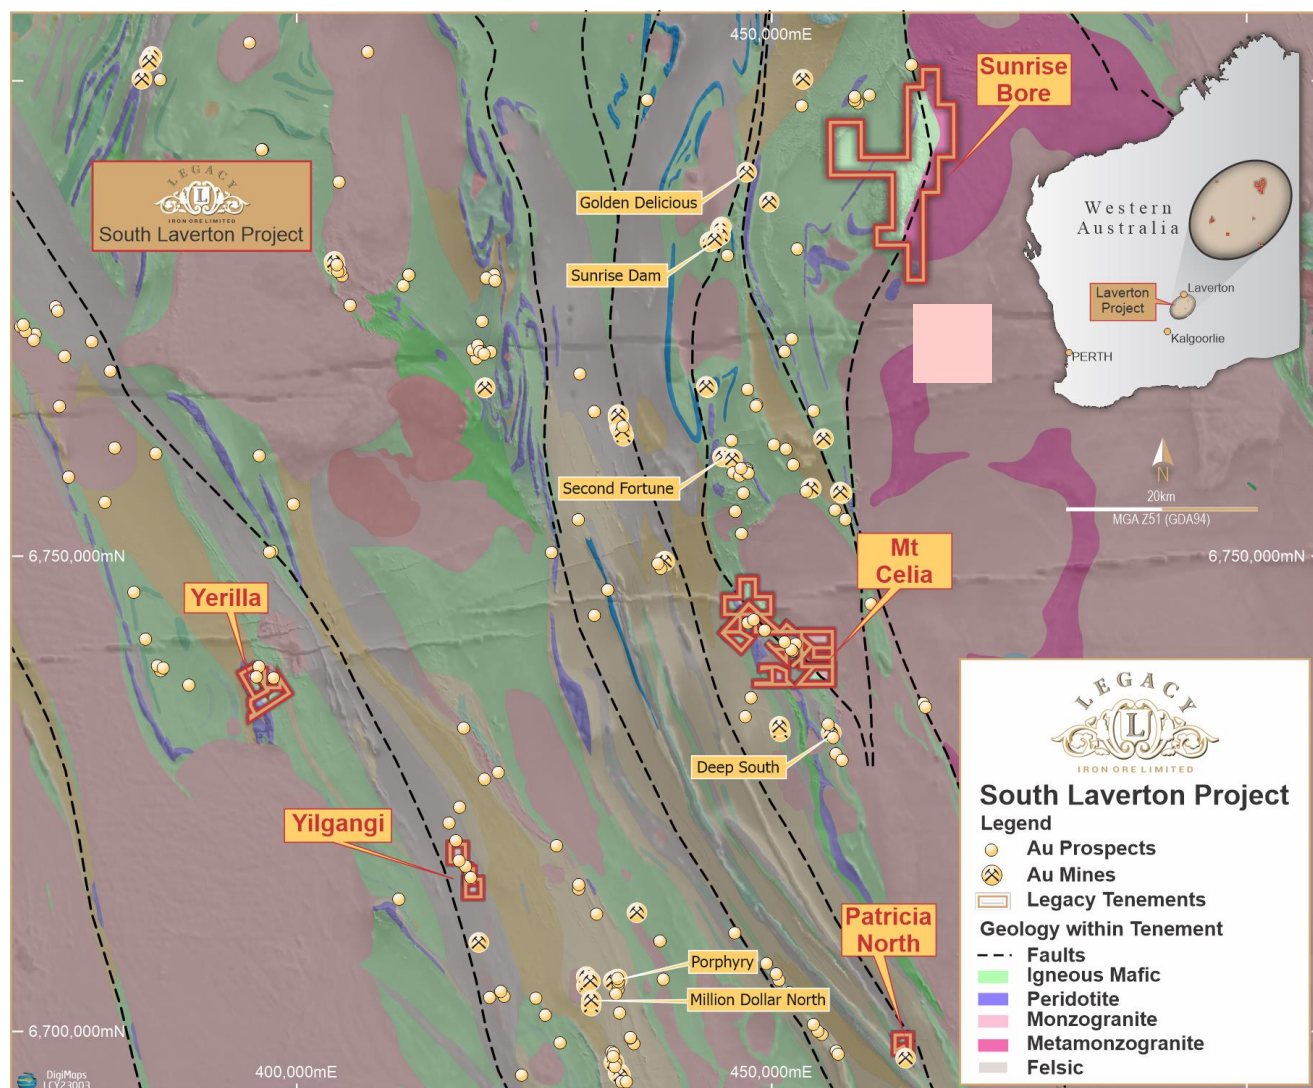 450,000mE
Sunrise
Bore
LEGACY
L
IRON ORE LIMITED
South Laverton Project
Golden Delicious
Sunrise Dam
Western
Australia
Laverton
Project
Laverton
Kalgoorlie
PERTH
N
20km
MGA Z51 (GDA94)
Second Fortune
6,750,000mN
6,750,000mN
Mt
Celia
Yerilla
Deep South
Yilgangi
Patricia
North
Porphyry
Million Dollar North
6,700,000mN
400,000mE
450,000mE
DigiMaps
LCY23003
LEGACY
L
IRON ORE LIMITED
South Laverton Project
Legend
Au Prospects
Au Mines
Legacy Tenements
Geology within Tenement
Faults
Igneous Mafic
Peridotite
Monzogranite
Metamonzogranite
Felsic